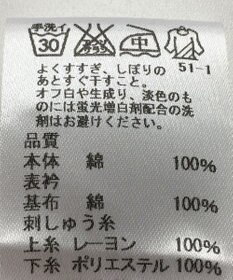 手洗イ
30
中
51-1
よくすすぎ、しぼりの
あとすぐ干すこと。
オフ白や生成り、淡色のも
のには蛍光増白剤配合の洗
剤はお避けください。
品質
本体 綿 100%
表衿
基布 綿 100%
刺しゅう糸
上糸 レーヨン 100%
下糸 ポリエステル 100%